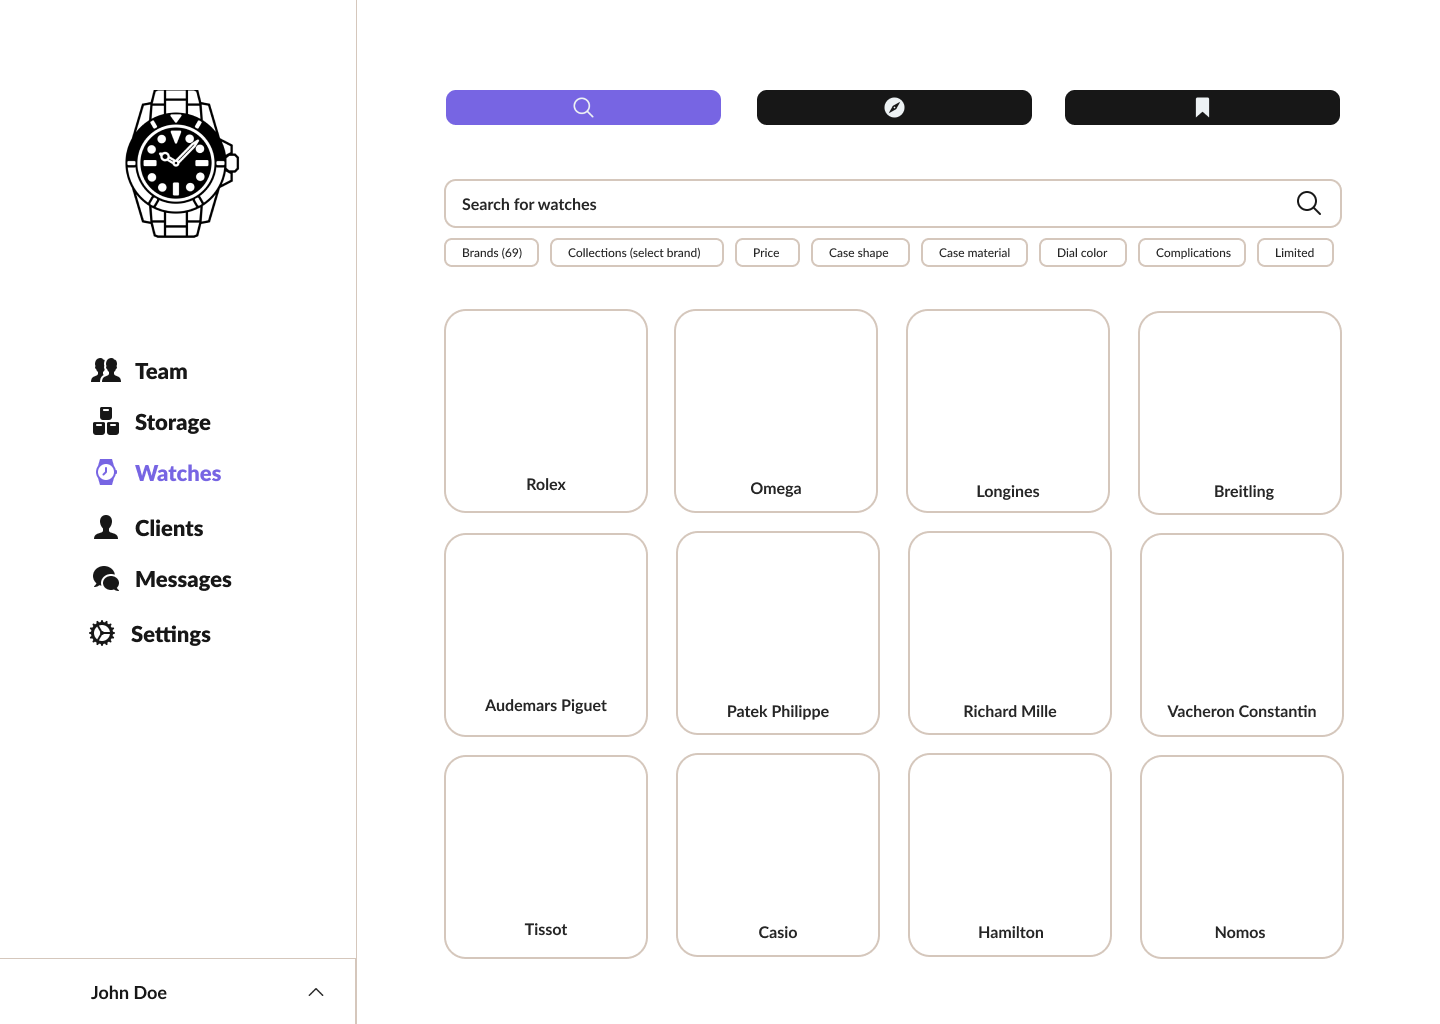 Team
Storage
Watches
Clients
Messages
Settings
John Doe
Search for watches
Brands (69)
Collections (select brand)
Price
Case shape
Case material
Dial color
Complications
Limited
Rolex
Omega
Longines
Breitling
Audemars Piguet
Patek Philippe
Richard Mille
Vacheron Constantin
Tissot
Casio
Hamilton
Nomos